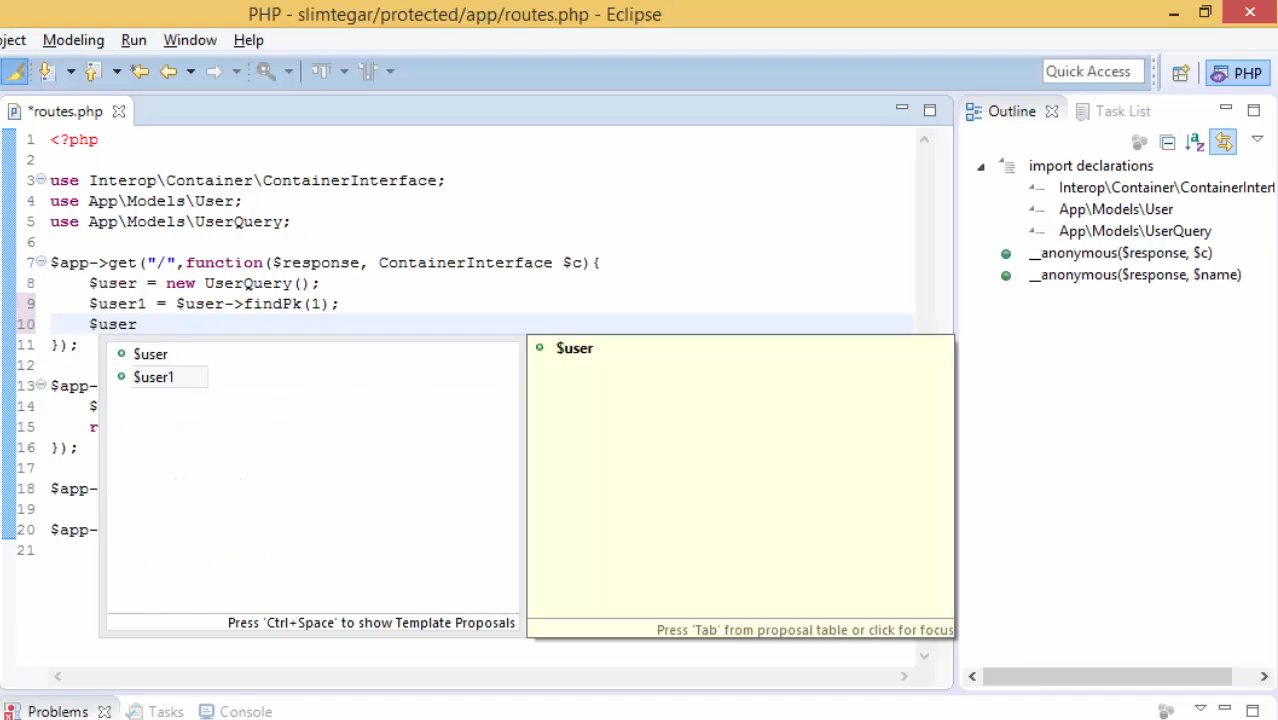 PHP - slimtegar/protected/app/routes.php - Eclipse
ject Modeling Run Window Help
Quick Access
PHP
*routes.php
1 <?php
2
3 use Interop\Container\ContainerInterface;
4 use App\Models\User;
5 use App\Models\UserQuery;
6
7 $app->get("/",function($response, ContainerInterface $c){
8 $user = new UserQuery();
9 $user1 = $user->findPk(1);
10 $user
11 });
12
13 $app-
14 $
15 r
16 });
17
18 $app-
19
20 $app-
21
$user
$user1
Press 'Ctrl+Space' to show Template Proposals
$user
Press 'Tab' from proposal table or click for focus
Outline Task List
import declarations
Interop\Container\ContainerInter
App\Models\User
App\Models\UserQuery
__anonymous($response, $c)
__anonymous($response, $name)
Problems Tasks Console